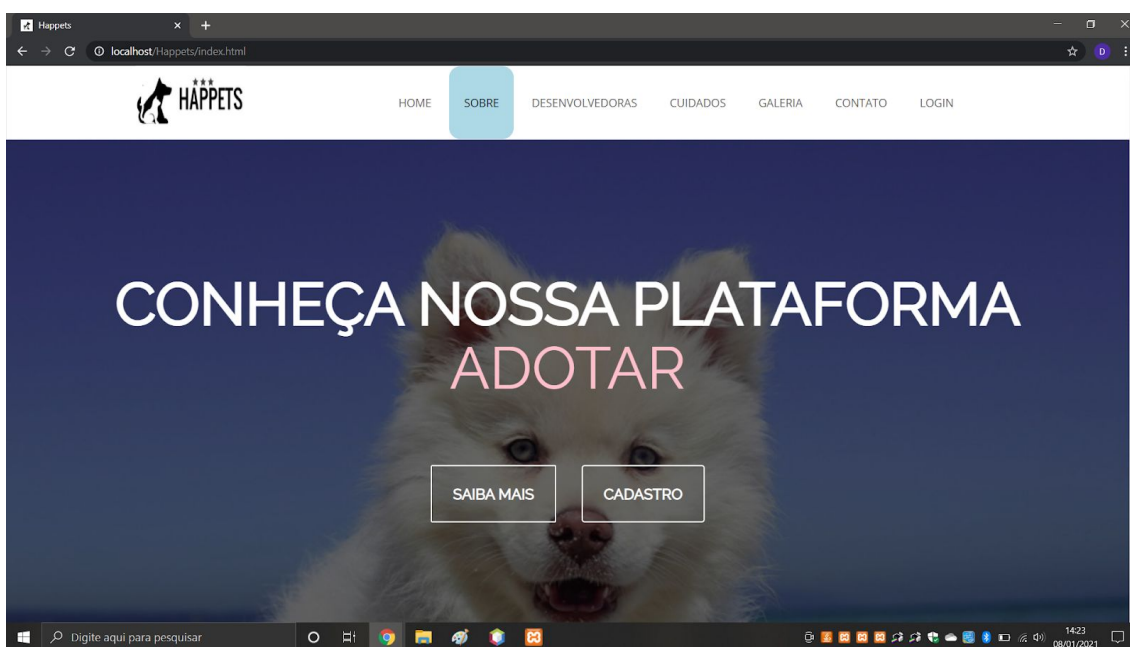 Happets
localhost/Happets/index.html
D
HAPPETS
HOME SOBRE DESENVOLVEDORAS CUIDADOS GALERIA CONTATO LOGIN
CONHEÇA NOSSA PLATAFORMA
ADOTAR
SAIBA MAIS CADASTRO
Digite aqui para pesquisar
14:23
08/01/2021